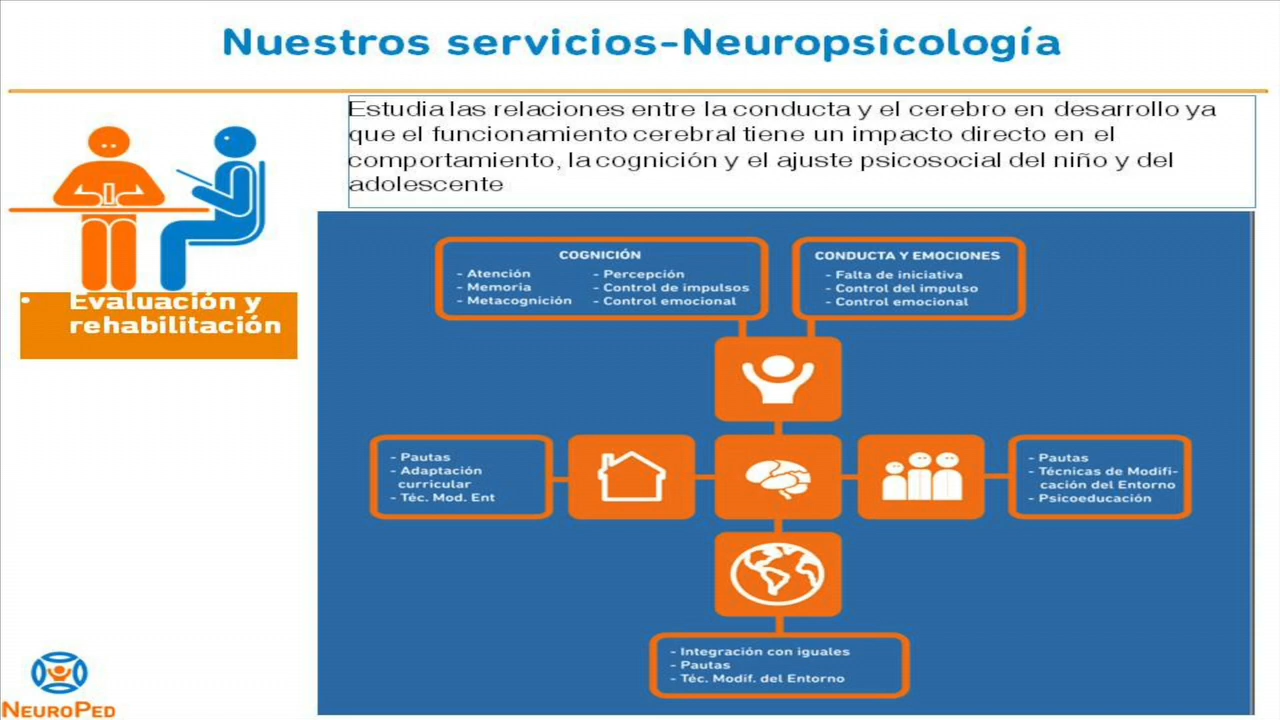 Nuestros servicios-Neuropsicología
Estudia las relaciones entre la conducta y el cerebro en desarrollo ya
que el funcionamiento cerebral tiene un impacto directo en el
comportamiento, la cognición y el ajuste psicosocial del niño y del
adolescente
• Evaluación y
rehabilitación
COGNICIÓN
- Atención
- Memoria
- Metacognición
- Percepción
- Control de impulsos
- Control emocional
CONDUCTA Y EMOCIONES
- Falta de iniciativa
- Control del impulso
- Control emocional
- Pautas
- Adaptación
curricular
- Téc. Mod. Ent
- Pautas
- Técnicas de Modifi-
cación del Entorno
- Psicoeducación
- Integración con iguales
- Pautas
- Téc. Modif. del Entorno
NEUROPED